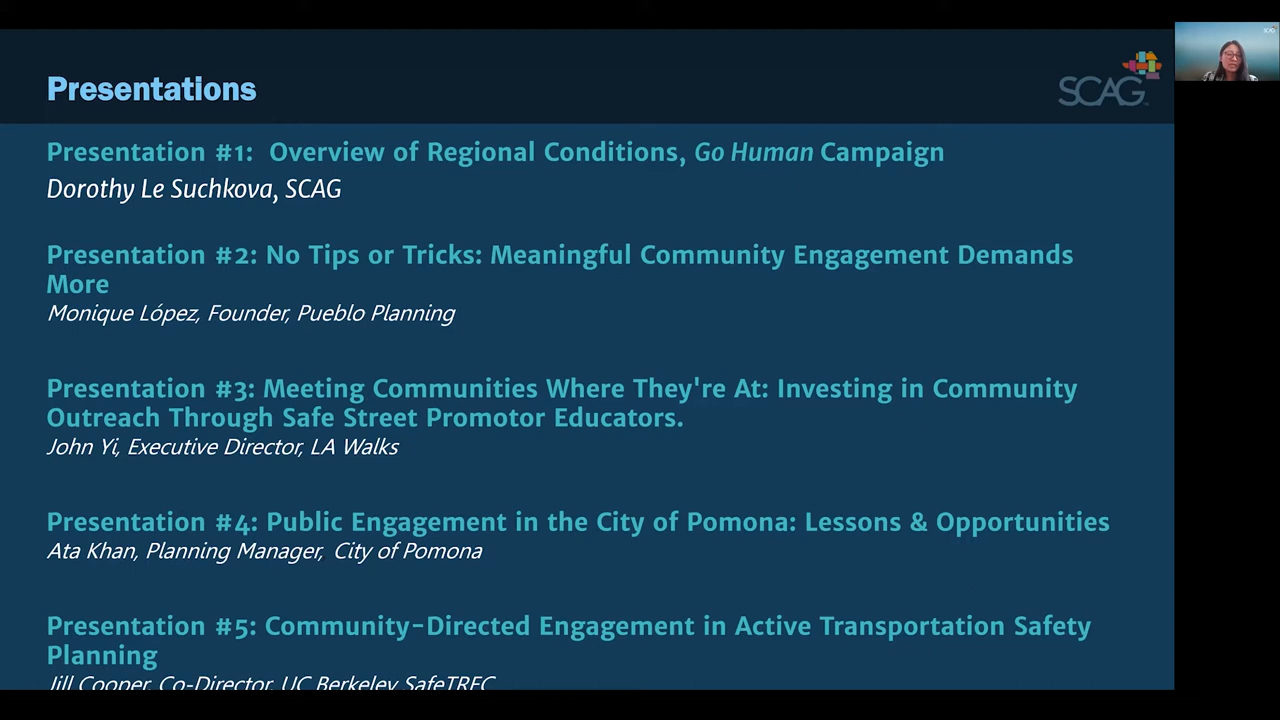 Presentations
SCAG
Presentation #1: Overview of Regional Conditions, Go Human Campaign
Dorothy Le Suchkova, SCAG
Presentation #2: No Tips or Tricks: Meaningful Community Engagement Demands
More
Monique López, Founder, Pueblo Planning
Presentation #3: Meeting Communities Where They're At: Investing in Community
Outreach Through Safe Street Promotor Educators.
John Yi, Executive Director, LA Walks
Presentation #4: Public Engagement in the City of Pomona: Lessons & Opportunities
Ata Khan, Planning Manager, City of Pomona
Presentation #5: Community-Directed Engagement in Active Transportation Safety
Planning
Jill Cooper, Co-Director, UC Berkeley SafeTREC